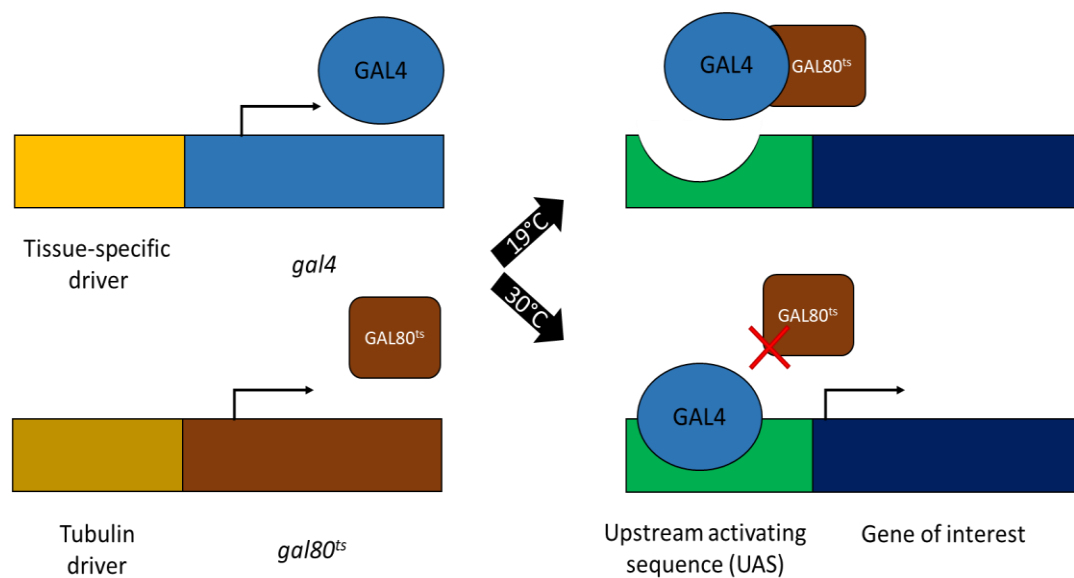 GAL4
Tissue-specific
driver
gal4
GAL80ts
Tubulin
driver
gal80ts
19°C
30°C
GAL4
GAL80ts
GAL80ts
GAL4
Upstream activating
sequence (UAS)
Gene of interest